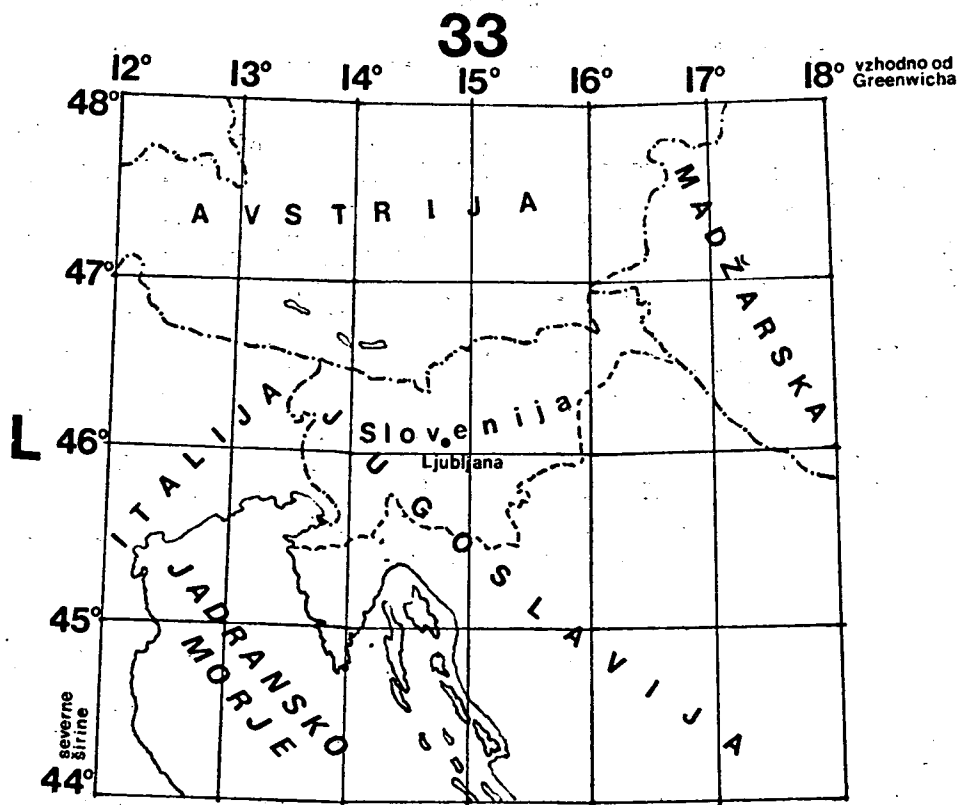 33
12° 13° 14° 15° 16° 17° 18° vzhodno od
Greenwicha
48°
AVSTRIJA
MADŽARSKA
47°
ITALIJA
JUGOSLAVIJA
Slovenija
L
46°
Ljubljana
JADRANSKO
MORJE
45°
severne
širine
44°